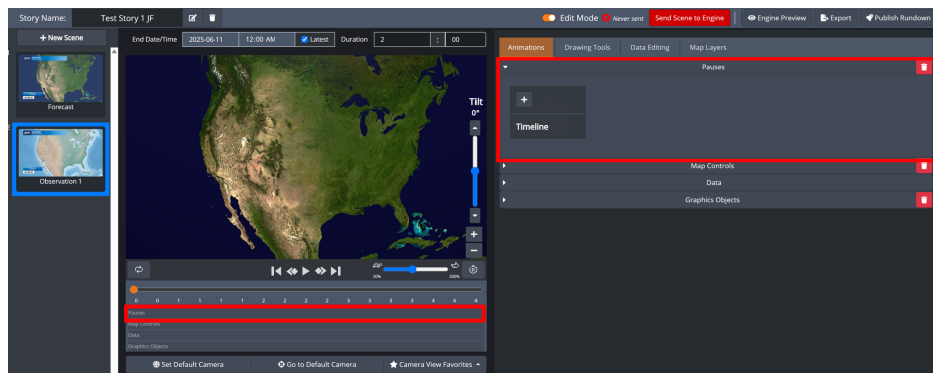 Story Name: Test Story 1 JF Edit Mode Never sent Send Scene to Engine Engine Preview Export Publish Rundown
+ New Scene
Forecast
Observation 1
End Date/Time 2025-06-11 12:00 AM Latest Duration 2 : 00
Tilt
0°
+
−
20% 200%
0 0 1 1 1 1 2 2 2 2 3 3 3 3 4 4 4
Pauses
Map Controls
Data
Graphics Objects
Set Default Camera Go to Default Camera Camera View Favorites
Animations Drawing Tools Data Editing Map Layers
Pauses
+
Timeline
Map Controls
Data
Graphics Objects